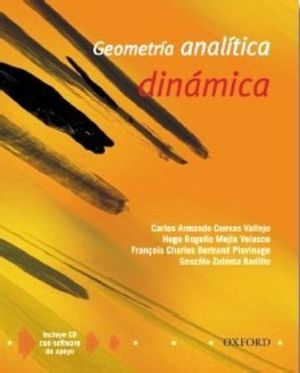 Geometría analítica
dinámica
Carlos Armando Cuevas Vallejo
Hugo Rogelio Mejía Velasco
François Charles Bertrand Pluvinage
Gonzálo Zubieta Badillo
Incluye CD
con software
de apoyo
OXFORD